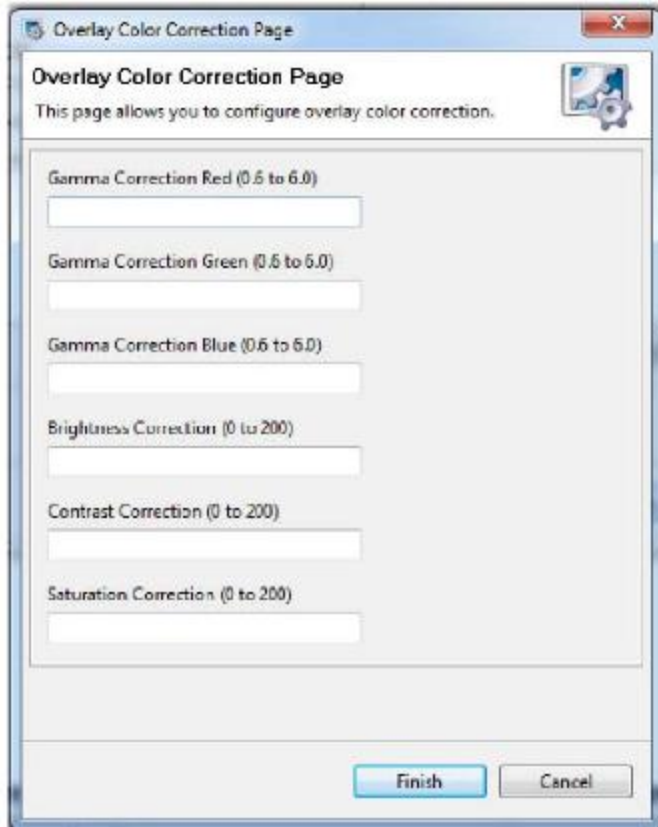 Overlay Color Correction Page
Overlay Color Correction Page
This page allows you to configure overlay color correction.
Gamma Correction Red (0.6 to 6.0)
Gamma Correction Green (0.6 to 6.0)
Gamma Correction Blue (0.6 to 6.0)
Brightness Correction (0 to 200)
Contrast Correction (0 to 200)
Saturation Correction (0 to 200)
Finish Cancel